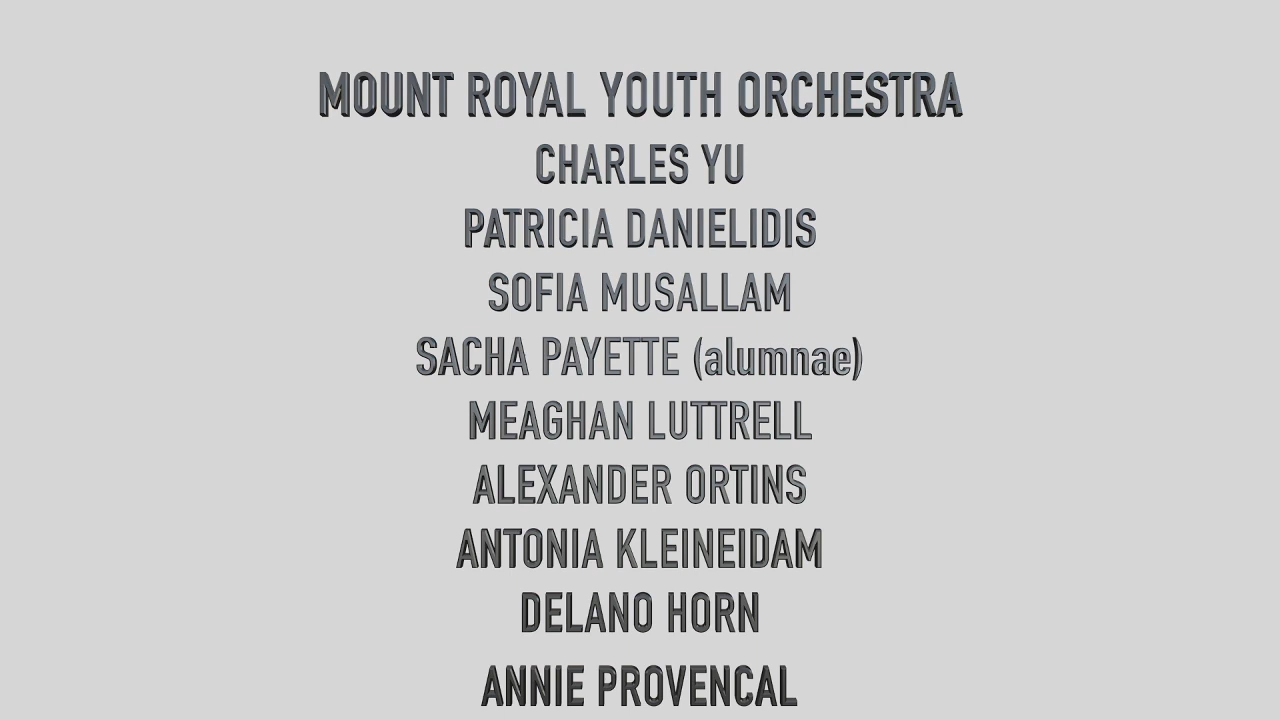 MOUNT ROYAL YOUTH ORCHESTRA
CHARLES YU
PATRICIA DANIELIDIS
SOFIA MUSALLAM
SACHA PAYETTE (alumnae)
MEAGHAN LUTTRELL
ALEXANDER ORTINS
ANTONIA KLEINEIDAM
DELANO HORN
ANNIE PROVENCAL